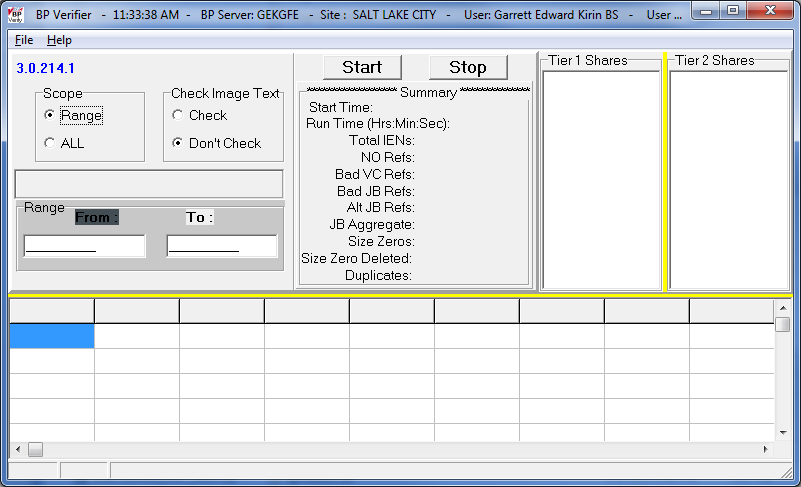 BP Verifier - 11:33:38 AM - BP Server: GEKGFE - Site : SALT LAKE CITY - User: Garrett Edward Kirin BS - User ...
File Help
3.0.214.1
Scope
Range
ALL
Check Image Text
Check
Don't Check
Range
From :
To :
Start
Stop
Summary
Start Time:
Run Time (Hrs:Min:Sec):
Total IENs:
NO Refs:
Bad VC Refs:
Bad JB Refs:
Alt JB Refs:
JB Aggregate:
Size Zeros:
Size Zero Deleted:
Duplicates:
Tier 1 Shares
Tier 2 Shares